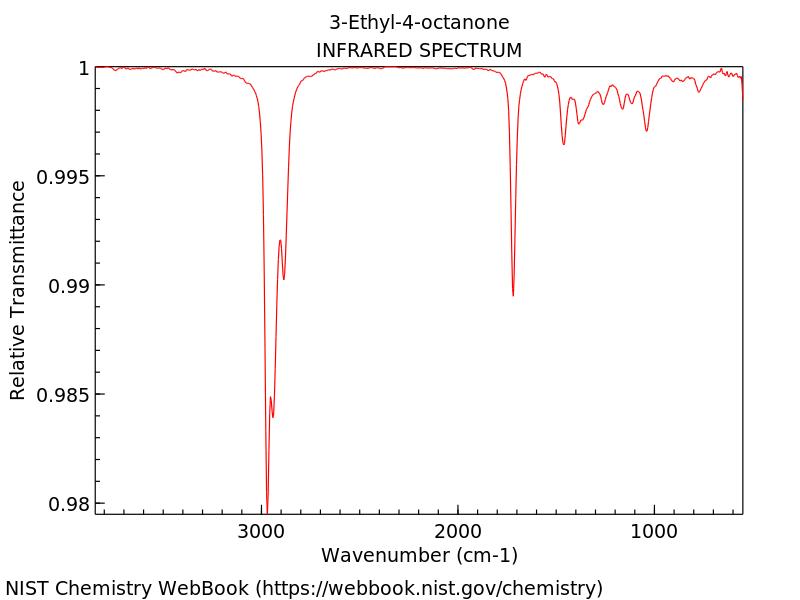 3-Ethyl-4-octanone
INFRARED SPECTRUM
1
0.995
0.99
0.985
0.98
Relative Transmittance
3000 2000 1000
Wavenumber (cm-1)
NIST Chemistry WebBook (https://webbook.nist.gov/chemistry)